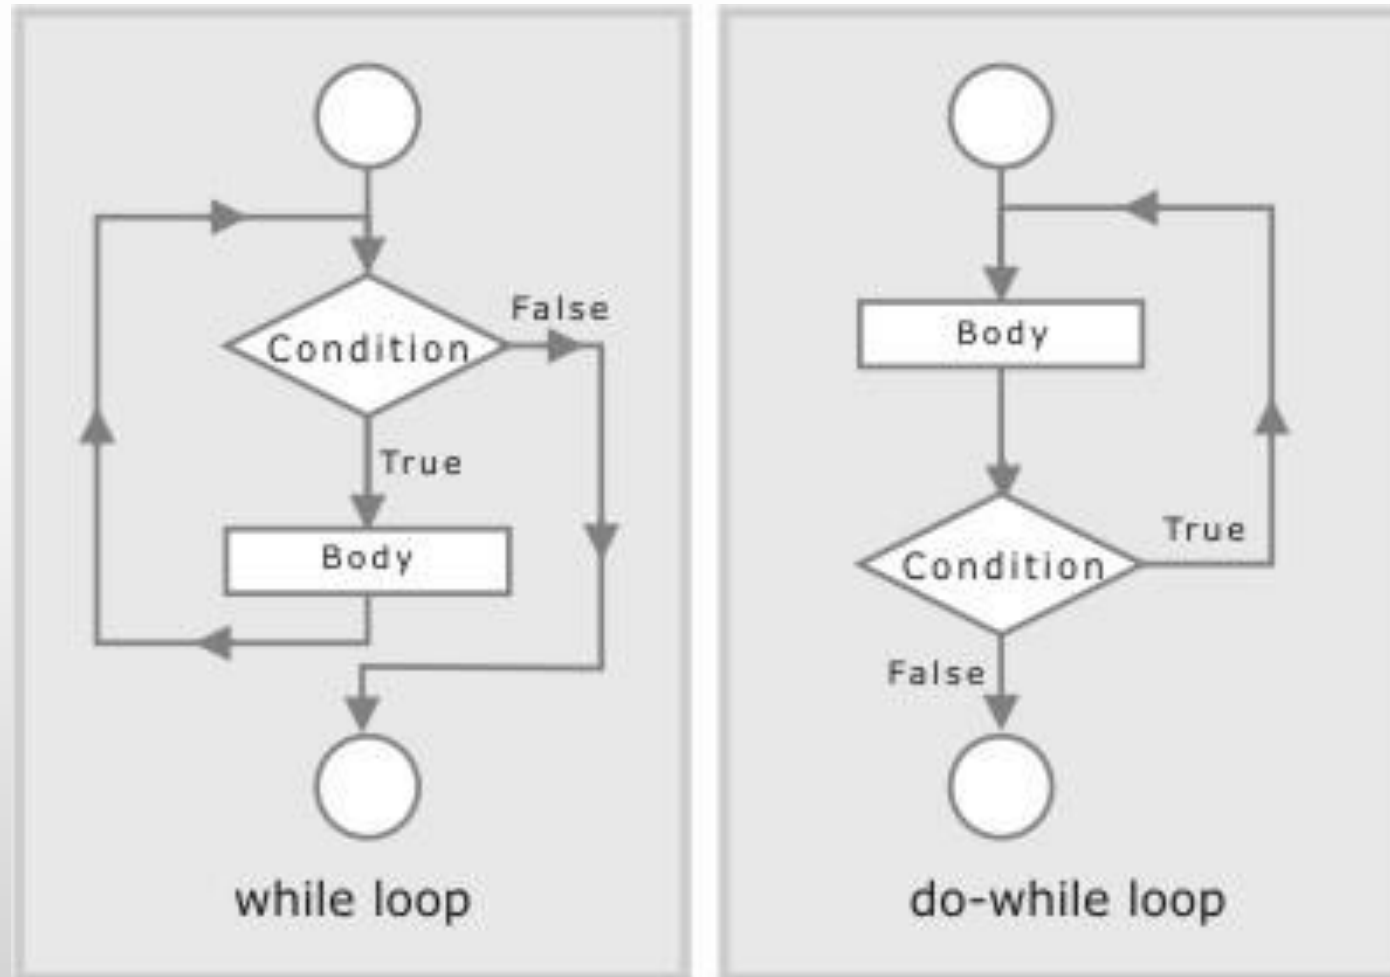 False
Condition
True
Body
while loop
Body
True
Condition
False
do-while loop